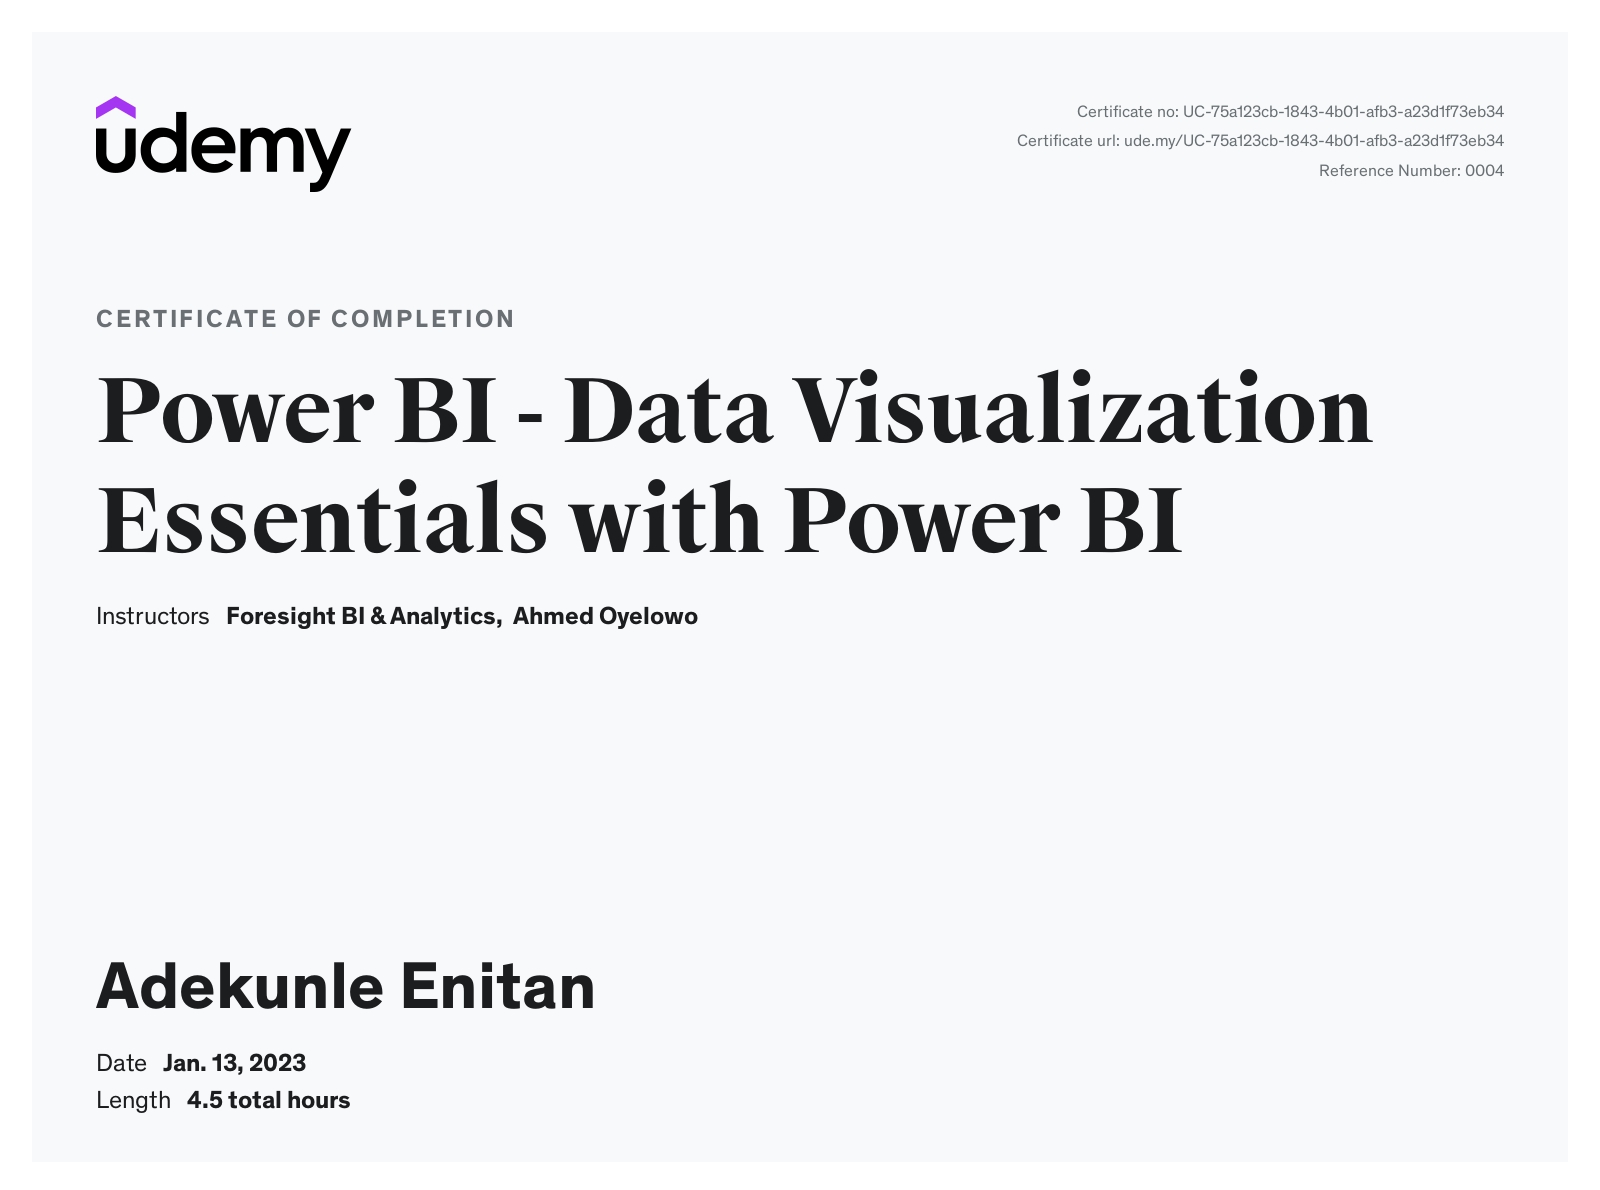 udemy
Certificate no: UC-75a123cb-1843-4b01-afb3-a23d1f73eb34
Certificate url: ude.my/UC-75a123cb-1843-4b01-afb3-a23d1f73eb34
Reference Number: 0004
CERTIFICATE OF COMPLETION
Power BI - Data Visualization
Essentials with Power BI
Instructors Foresight BI & Analytics, Ahmed Oyelowo
Adekunle Enitan
Date Jan. 13, 2023
Length 4.5 total hours